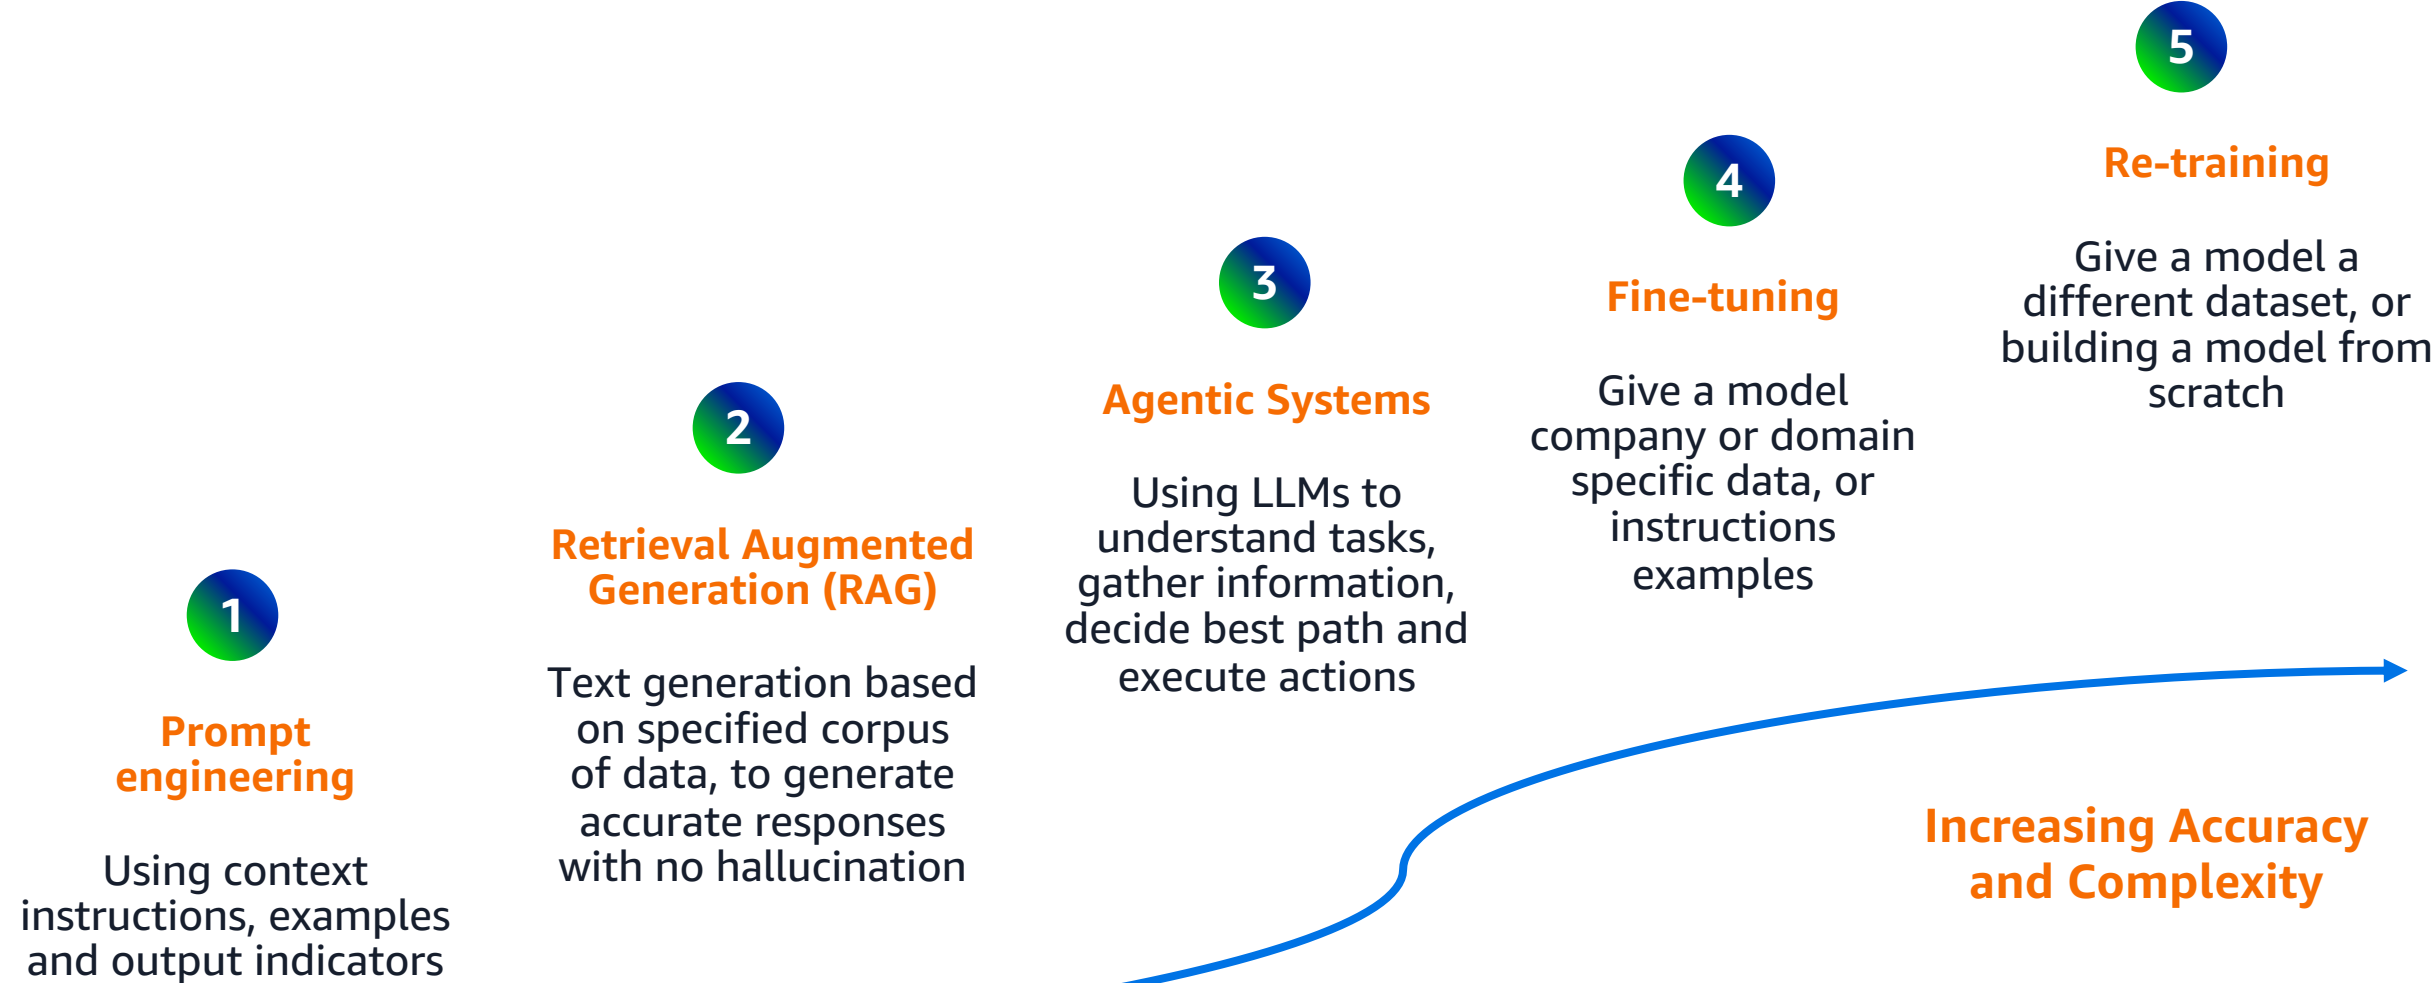 1
Prompt
engineering
Using context
instructions, examples
and output indicators
2
Retrieval Augmented
Generation (RAG)
Text generation based
on specified corpus
of data, to generate
accurate responses
with no hallucination
3
Agentic Systems
Using LLMs to
understand tasks,
gather information,
decide best path and
execute actions
4
Fine-tuning
Give a model
company or domain
specific data, or
instructions
examples
5
Re-training
Give a model a
different dataset, or
building a model from
scratch
Increasing Accuracy
and Complexity